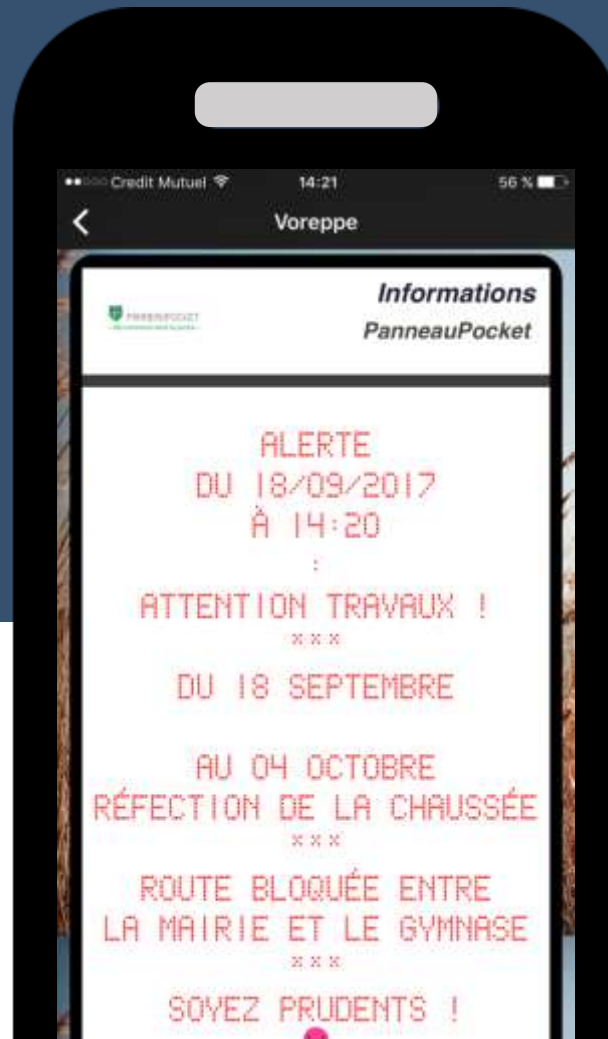 Credit Mutuel 14:21 56 %
Voreppe
Informations
PanneauPocket
ALERTE
DU 18/09/2017
À 14:20
:
ATTENTION TRAVAUX !
***
DU 18 SEPTEMBRE
AU 04 OCTOBRE
RÉFECTION DE LA CHAUSSÉE
***
ROUTE BLOQUÉE ENTRE
LA MAIRIE ET LE GYMNASE
***
SOYEZ PRUDENTS !